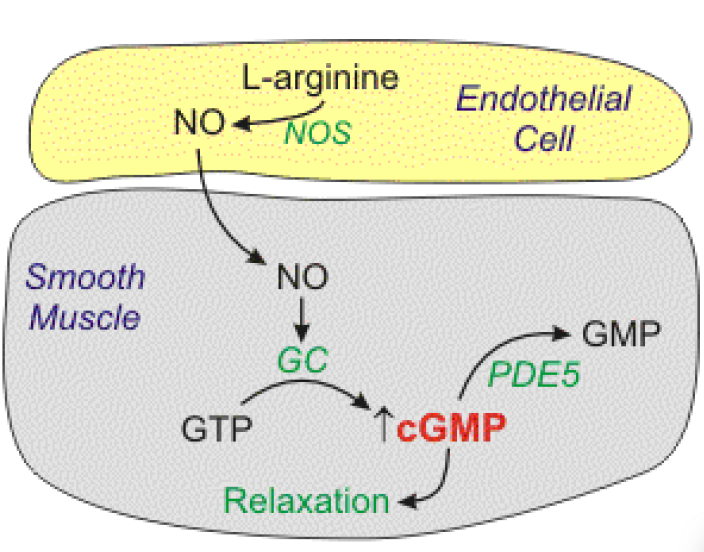 L-arginine
NO
NOS
Endothelial
Cell
Smooth
Muscle
NO
GC
GTP
↑cGMP
PDE5
GMP
Relaxation